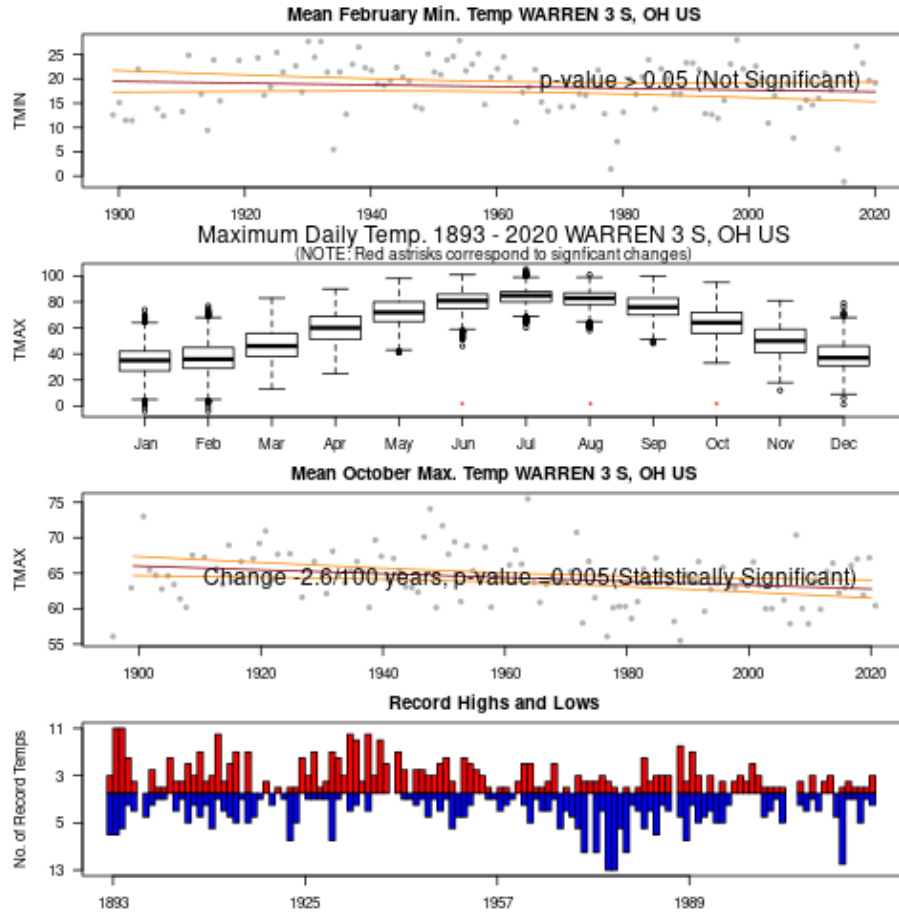 Mean February Min. Temp WARREN 3 S, OH US
TMIN
25
20
15
10
5
0
p-value > 0.05 (Not Significant)
1900 1920 1940 1960 1980 2000 2020
Maximum Daily Temp. 1893 - 2020 WARREN 3 S, OH US
(NOTE: Red astrisks correspond to signficant changes)
TMAX
100
80
60
40
20
0
Jan Feb Mar Apr May Jun Jul Aug Sep Oct Nov Dec
Mean October Max. Temp WARREN 3 S, OH US
TMAX
75
70
65
60
55
Change -2.6/100 years, p-value =0.005(Statistically Significant)
1900 1920 1940 1960 1980 2000 2020
Record Highs and Lows
No. of Record Temps
11
3
5
13
1893 1925 1957 1989